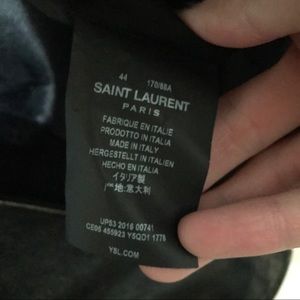 44 170/88A
SAINT LAURENT
PARIS
FABRIQUE EN ITALIE
PRODOTTO IN ITALIA
MADE IN ITALY
HERGESTELLT IN ITALIEN
HECHO EN ITALIA
イタリア製
产地:意大利
UP53 2016 00741
CE05 455923 Y5QD1 1776
YSL.COM